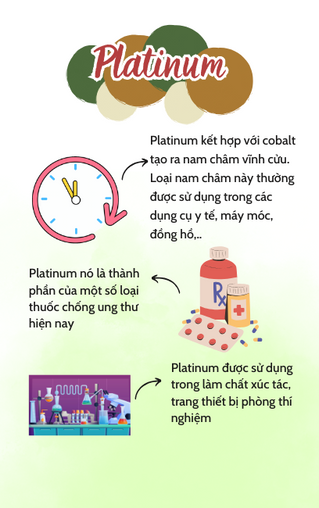 Platinum
Platinum kết hợp với cobalt
tạo ra nam châm vĩnh cửu.
Loại nam châm này thường
được sử dụng trong các
dụng cụ y tế, máy móc,
đồng hồ,..
Platinum nó là thành
phần của một số loại
thuốc chống ung thư
hiện nay
Rx
Platinum được sử dụng
trong làm chất xúc tác,
trang thiết bị phòng thí
nghiệm